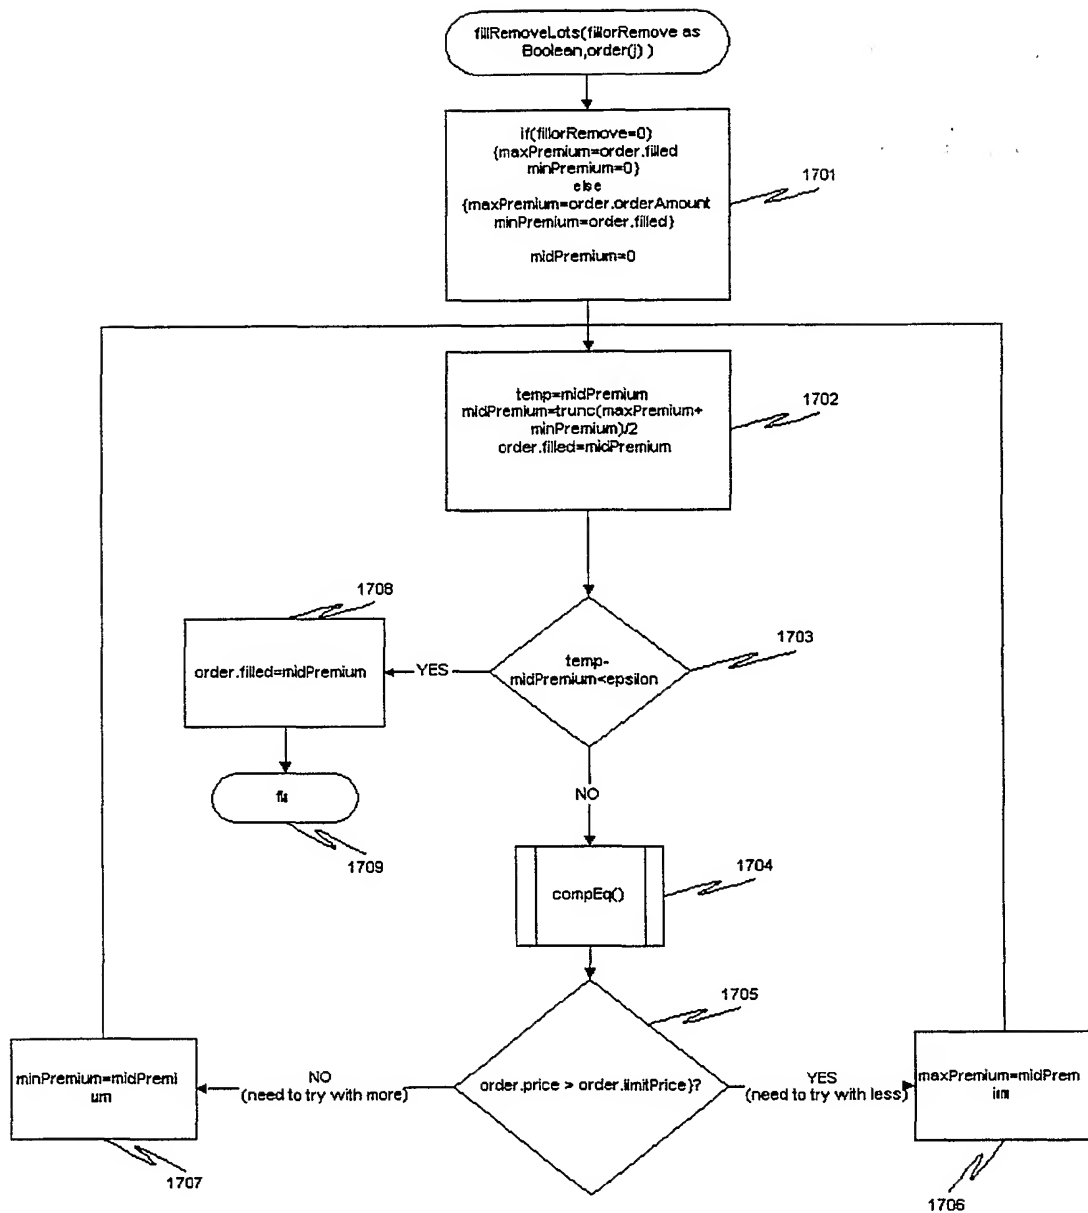 fillRemoveLots(fillorRemove as
Boolean,order(j) )
if(fillorRemove=0)
{maxPremium=order.filled
minPremium=0}
else
{maxPremium=order.orderAmount
minPremium=order.filled}
midPremium=0
1701
temp=midPremium
midPremium=trunc(maxPremium+
minPremium)/2
order.filled=midPremium
1702
1708
order.filled=midPremium
YES
temp-
midPremium<epsilon
1703
1709
NO
compEq()
1704
1705
order.price > order.limitPrice}?
NO
(need to try with more)
YES
(need to try with less)
minPremium=midPremi
um
1707
maxPremium=midPrem
ium
1706